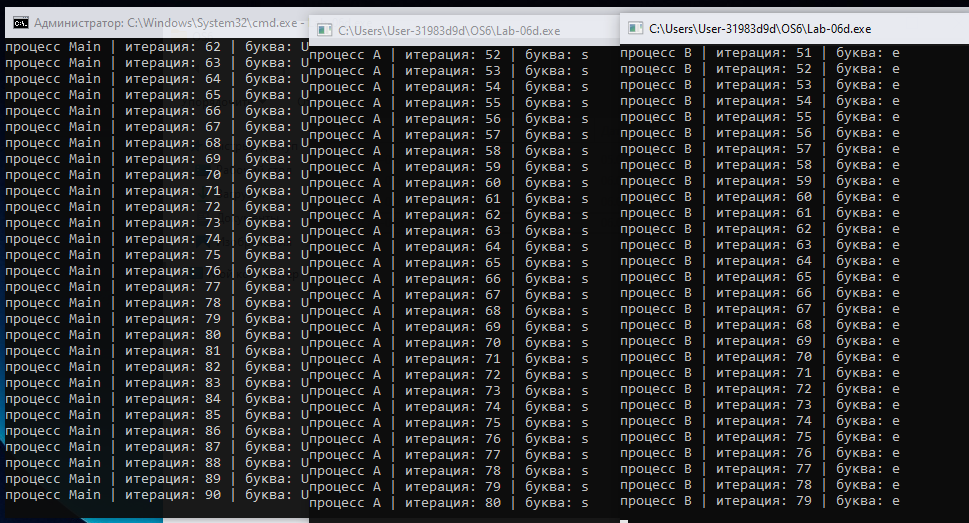 Администратор: C:\Windows\System32\cmd.exe -
процесс Main | итерация: 62 | буква: U
процесс Main | итерация: 63 | буква: U
процесс Main | итерация: 64 | буква: U
процесс Main | итерация: 65 | буква: U
процесс Main | итерация: 66 | буква: U
процесс Main | итерация: 67 | буква: U
процесс Main | итерация: 68 | буква: U
процесс Main | итерация: 69 | буква: U
процесс Main | итерация: 70 | буква: U
процесс Main | итерация: 71 | буква: U
процесс Main | итерация: 72 | буква: U
процесс Main | итерация: 73 | буква: U
процесс Main | итерация: 74 | буква: U
процесс Main | итерация: 75 | буква: U
процесс Main | итерация: 76 | буква: U
процесс Main | итерация: 77 | буква: U
процесс Main | итерация: 78 | буква: U
процесс Main | итерация: 79 | буква: U
процесс Main | итерация: 80 | буква: U
процесс Main | итерация: 81 | буква: U
процесс Main | итерация: 82 | буква: U
процесс Main | итерация: 83 | буква: U
процесс Main | итерация: 84 | буква: U
процесс Main | итерация: 85 | буква: U
процесс Main | итерация: 86 | буква: U
процесс Main | итерация: 87 | буква: U
процесс Main | итерация: 88 | буква: U
процесс Main | итерация: 89 | буква: U
процесс Main | итерация: 90 | буква: U
C:\Users\User-31983d9d\OS6\Lab-06d.exe
процесс A | итерация: 52 | буква: s
процесс A | итерация: 53 | буква: s
процесс A | итерация: 54 | буква: s
процесс A | итерация: 55 | буква: s
процесс A | итерация: 56 | буква: s
процесс A | итерация: 57 | буква: s
процесс A | итерация: 58 | буква: s
процесс A | итерация: 59 | буква: s
процесс A | итерация: 60 | буква: s
процесс A | итерация: 61 | буква: s
процесс A | итерация: 62 | буква: s
процесс A | итерация: 63 | буква: s
процесс A | итерация: 64 | буква: s
процесс A | итерация: 65 | буква: s
процесс A | итерация: 66 | буква: s
процесс A | итерация: 67 | буква: s
процесс A | итерация: 68 | буква: s
процесс A | итерация: 69 | буква: s
процесс A | итерация: 70 | буква: s
процесс A | итерация: 71 | буква: s
процесс A | итерация: 72 | буква: s
процесс A | итерация: 73 | буква: s
процесс A | итерация: 74 | буква: s
процесс A | итерация: 75 | буква: s
процесс A | итерация: 76 | буква: s
процесс A | итерация: 77 | буква: s
процесс A | итерация: 78 | буква: s
процесс A | итерация: 79 | буква: s
процесс A | итерация: 80 | буква: s
C:\Users\User-31983d9d\OS6\Lab-06d.exe
процесс B | итерация: 51 | буква: e
процесс B | итерация: 52 | буква: e
процесс B | итерация: 53 | буква: e
процесс B | итерация: 54 | буква: e
процесс B | итерация: 55 | буква: e
процесс B | итерация: 56 | буква: e
процесс B | итерация: 57 | буква: e
процесс B | итерация: 58 | буква: e
процесс B | итерация: 59 | буква: e
процесс B | итерация: 60 | буква: e
процесс B | итерация: 61 | буква: e
процесс B | итерация: 62 | буква: e
процесс B | итерация: 63 | буква: e
процесс B | итерация: 64 | буква: e
процесс B | итерация: 65 | буква: e
процесс B | итерация: 66 | буква: e
процесс B | итерация: 67 | буква: e
процесс B | итерация: 68 | буква: e
процесс B | итерация: 69 | буква: e
процесс B | итерация: 70 | буква: e
процесс B | итерация: 71 | буква: e
процесс B | итерация: 72 | буква: e
процесс B | итерация: 73 | буква: e
процесс B | итерация: 74 | буква: e
процесс B | итерация: 75 | буква: e
процесс B | итерация: 76 | буква: e
процесс B | итерация: 77 | буква: e
процесс B | итерация: 78 | буква: e
процесс B | итерация: 79 | буква: e